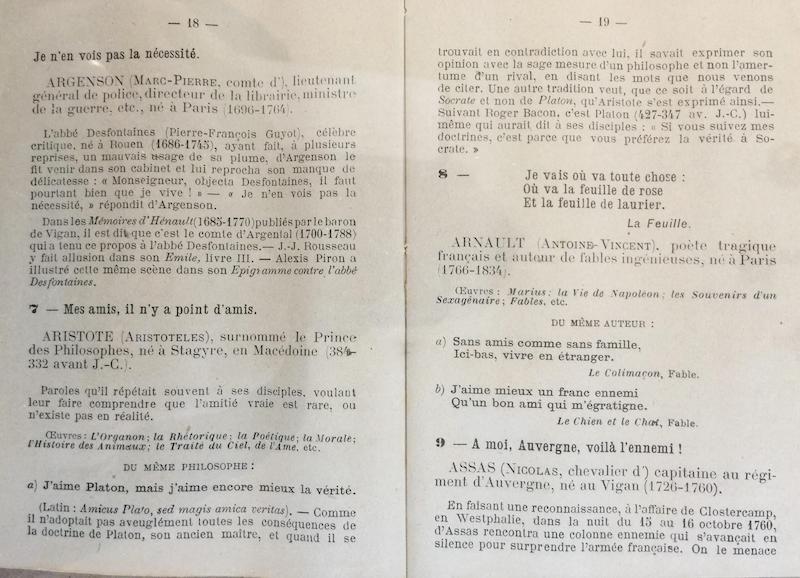 — 18 —
Je n'en vois pas la nécessité.
ARGENSON (MARC-PIERRE, comte d'), lieutenant
général de police, directeur de la librairie, ministre
de la guerre, etc., né à Paris (1696-1764).
L'abbé Desfontaines (Pierre-François Guyot), célèbre
critique, né à Rouen (1686-1745), ayant fait, à plusieurs
reprises, un mauvais usage de sa plume, d'Argenson le
fit venir dans son cabinet et lui reprocha son manque de
délicatesse : « Monseigneur, objecta Desfontaines, il faut
pourtant bien que je vive ! » — « Je n'en vois pas la
nécessité, » répondit d'Argenson.
Dans les Mémoires d'Hénault (1685-1770) publiés par le baron
de Vigan, il est dit que c'est le comte d'Argental (1700-1788)
qui a tenu ce propos à l'abbé Desfontaines. — J.-J. Rousseau
y fait allusion dans son Emile, livre III. — Alexis Piron a
illustré cette même scène dans son Epigramme contre l'abbé
Desfontaines.
7 — Mes amis, il n'y a point d'amis.
ARISTOTE (ARISTOTELES), surnommé le Prince
des Philosophes, né à Stagyre, en Macédoine (384-
332 avant J.-C.).
Paroles qu'il répétait souvent à ses disciples, voulant
leur faire comprendre que l'amitié vraie est rare, ou
n'existe pas en réalité.
Œuvres : L'Organon ; la Rhétorique ; la Poétique ; la Morale ;
l'Histoire des Animaux ; le Traité du Ciel, de l'Ame, etc.
DU MÊME PHILOSOPHE :
a) J'aime Platon, mais j'aime encore mieux la vérité.
(Latin : Amicus Plato, sed magis amica veritas). — Comme
il n'adoptait pas aveuglément toutes les conséquences de
la doctrine de Platon, son ancien maître, et quand il se
— 19 —
trouvait en contradiction avec lui, il savait exprimer son
opinion avec la sage mesure d'un philosophe et non l'amer-
tume d'un rival, en disant les mots que nous venons
de citer. Une autre tradition veut, que ce soit à l'égard de
Socrate et non de Platon, qu'Aristote s'est exprimé ainsi. —
Suivant Roger Bacon, c'est Platon (427-347 av. J.-C.) lui-
même qui aurait dit à ses disciples : « Si vous suivez mes
doctrines, c'est parce que vous préférez la vérité à So-
crate. »
8 — Je vais où va toute chose :
Où va la feuille de rose
Et la feuille de laurier.
La Feuille.
ARNAULT (ANTOINE-VINCENT), poète tragique
français et auteur de fables ingénieuses, né à Paris
(1766-1834).
Œuvres : Marius ; la Vie de Napoléon ; les Souvenirs d'un
Sexagénaire ; Fables, etc.
DU MÊME AUTEUR :
a) Sans amis comme sans famille,
Ici-bas, vivre en étranger.
Le Colimaçon, Fable.
b) J'aime mieux un franc ennemi
Qu'un bon ami qui m'égratigne.
Le Chien et le Chat, Fable.
9 — A moi, Auvergne, voilà l'ennemi !
ASSAS (NICOLAS, chevalier d') capitaine au régi-
ment d'Auvergne, né au Vigan (1726-1760).
En faisant une reconnaissance, à l'affaire de Clostercamp,
en Westphalie, dans la nuit du 15 au 16 octobre 1760,
d'Assas rencontra une colonne ennemie qui s'avançait en
silence pour surprendre l'armée française. On le menace